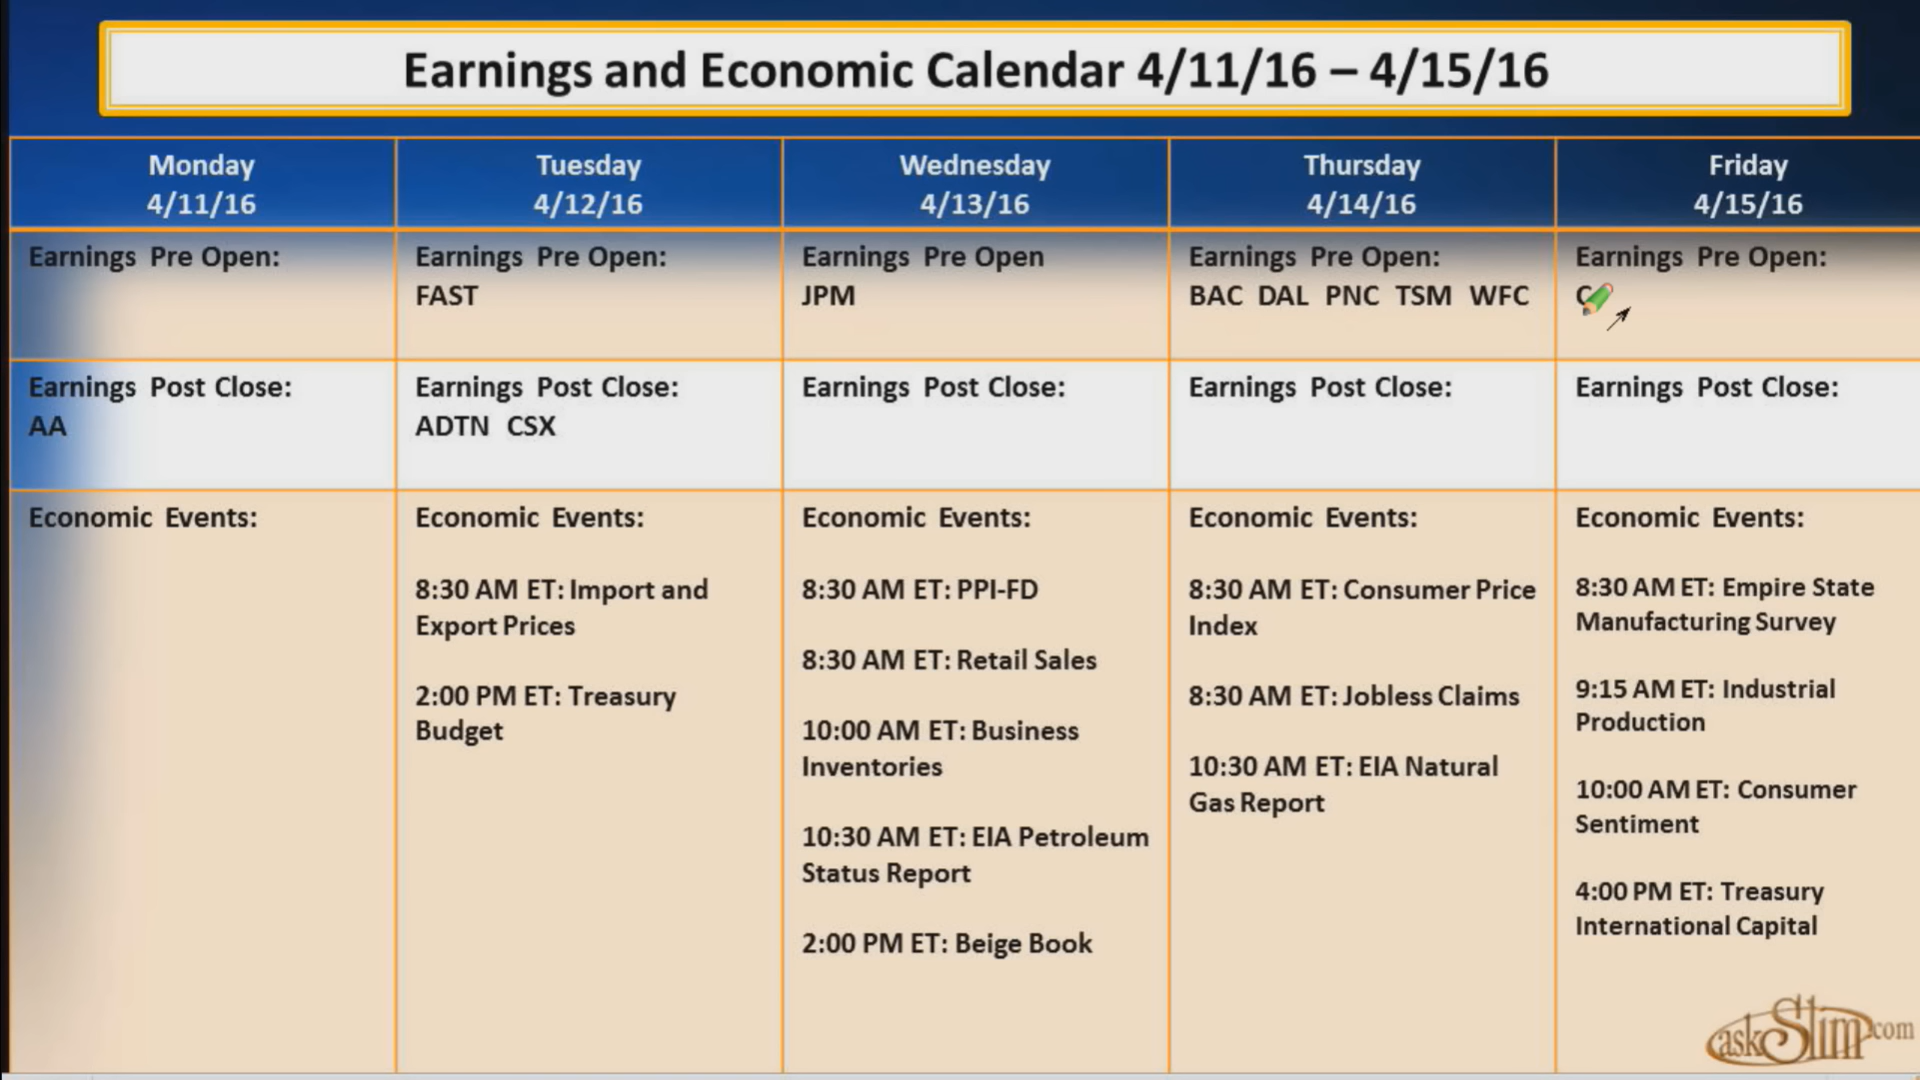 Earnings and Economic Calendar 4/11/16 – 4/15/16
Monday
4/11/16
Tuesday
4/12/16
Wednesday
4/13/16
Thursday
4/14/16
Friday
4/15/16
Earnings Pre Open:
Earnings Pre Open:
FAST
Earnings Pre Open
JPM
Earnings Pre Open:
BAC DAL PNC TSM WFC
Earnings Pre Open:
C
Earnings Post Close:
AA
Earnings Post Close:
ADTN CSX
Earnings Post Close:
Earnings Post Close:
Earnings Post Close:
Economic Events:
Economic Events:
8:30 AM ET: Import and
Export Prices
2:00 PM ET: Treasury
Budget
Economic Events:
8:30 AM ET: PPI-FD
8:30 AM ET: Retail Sales
10:00 AM ET: Business
Inventories
10:30 AM ET: EIA Petroleum
Status Report
2:00 PM ET: Beige Book
Economic Events:
8:30 AM ET: Consumer Price
Index
8:30 AM ET: Jobless Claims
10:30 AM ET: EIA Natural
Gas Report
Economic Events:
8:30 AM ET: Empire State
Manufacturing Survey
9:15 AM ET: Industrial
Production
10:00 AM ET: Consumer
Sentiment
4:00 PM ET: Treasury
International Capital
askSlim.com